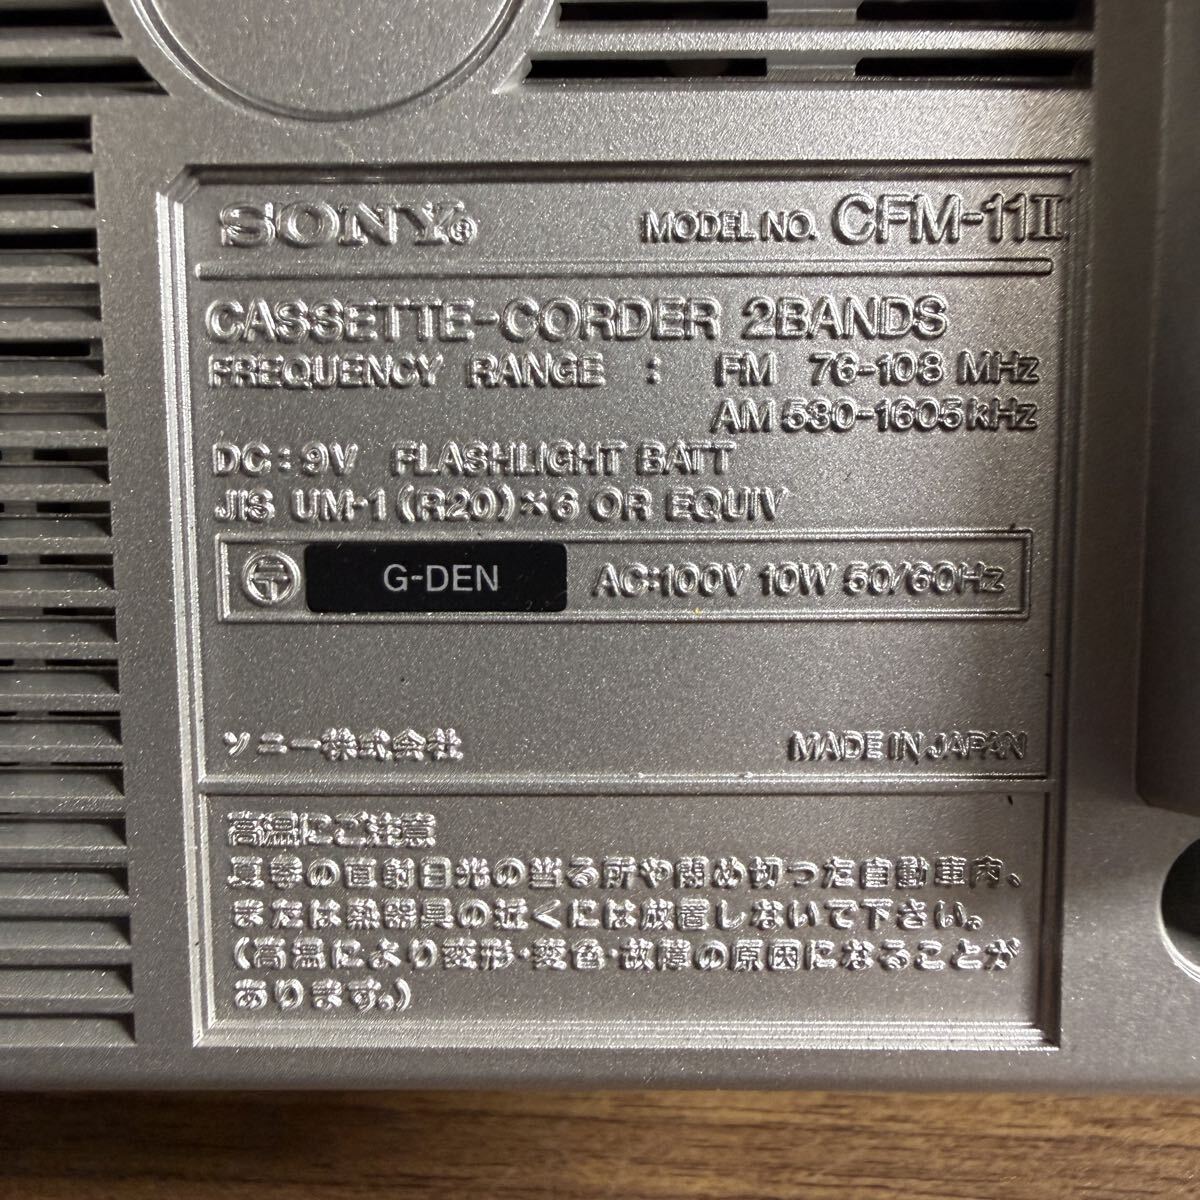 SONY®
MODEL NO. CFM-11II
CASSETTE-CORDER 2BANDS
FREQUENCY RANGE : FM 76-108 MHz
AM 530-1605kHz
DC : 9V FLASHLIGHT BATT
JIS UM-1 (R20)×6 OR EQUIV
〒 G-DEN AC:100V 10W 50/60Hz
ソニー株式会社 MADE IN JAPAN
高温にご注意
夏季の直射日光の当る所や閉め切った自動車内、
または熱器具の近くには放置しないで下さい。
(高温により変形・変色・故障の原因になることが
あります。)